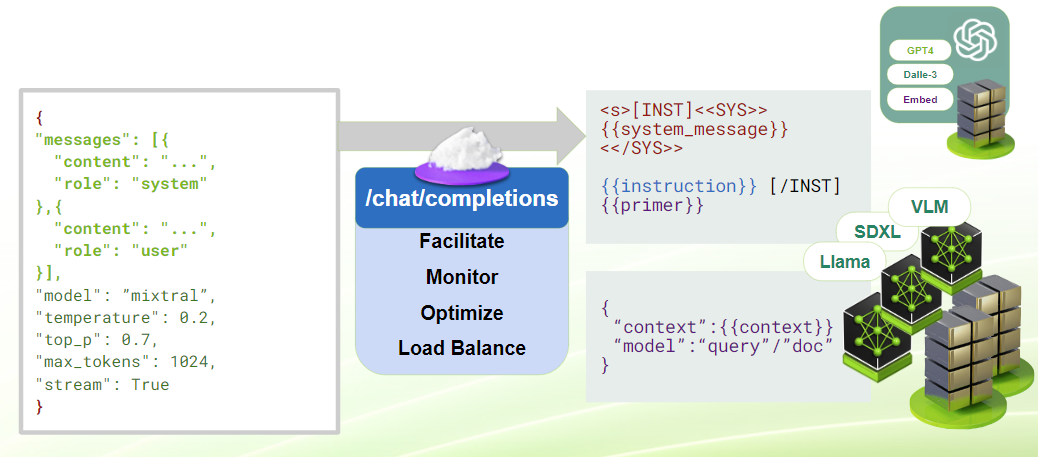 {
"messages": [{
"content": "...",
"role": "system"
},{
"content": "...",
"role": "user"
}],
"model": ”mixtral”,
"temperature": 0.2,
"top_p": 0.7,
"max_tokens": 1024,
"stream": True
}
/chat/completions
Facilitate
Monitor
Optimize
Load Balance
<s>[INST]<<SYS>>
{{system_message}}
<</SYS>>
{{instruction}} [/INST]
{{primer}}
{
“context”:{{context}}
“model”:“query”/”doc”
}
GPT4
Dalle-3
Embed
VLM
SDXL
Llama